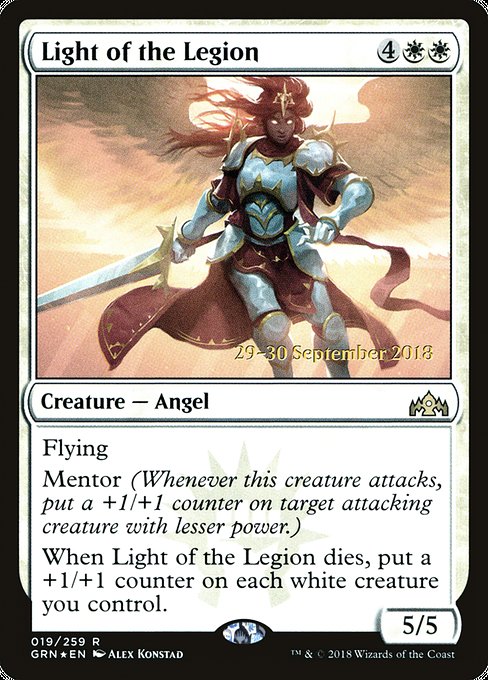 Light of the Legion 4
29-30 September 2018
Creature — Angel
Flying
Mentor (Whenever this creature attacks,
put a +1/+1 counter on target attacking
creature with lesser power.)
When Light of the Legion dies, put a
+1/+1 counter on each white creature
you control.
5/5
019/259 R
GRN★EN Alex Konstad
™ & © 2018 Wizards of the Coast